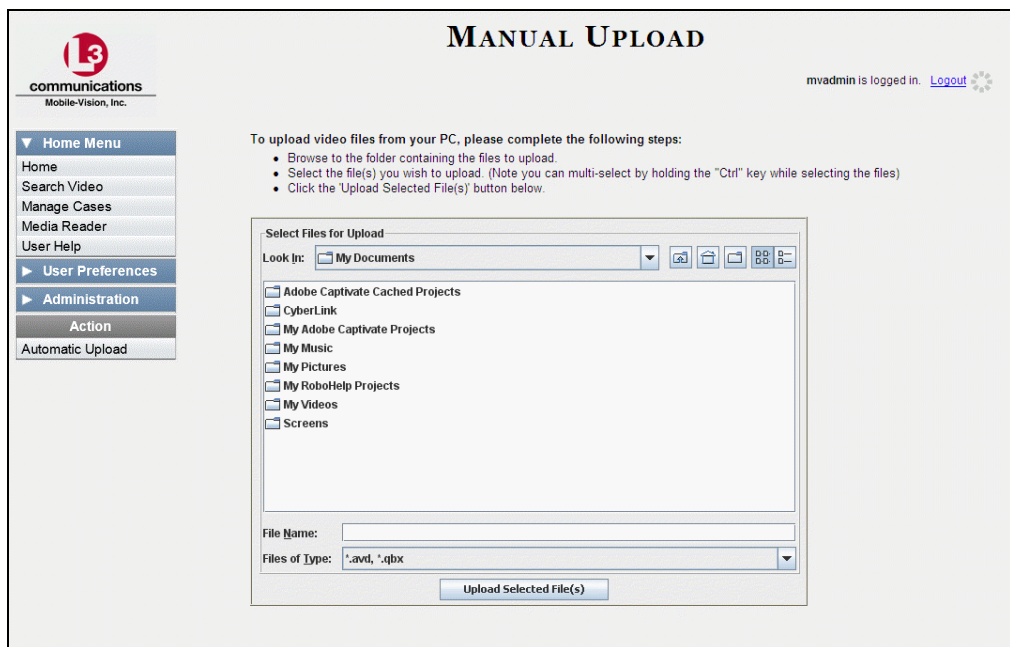 MANUAL UPLOAD
L3
communications
Mobile-Vision, Inc.
mvadmin is logged in. Logout
Home Menu
Home
Search Video
Manage Cases
Media Reader
User Help
User Preferences
Administration
Action
Automatic Upload
To upload video files from your PC, please complete the following steps:
• Browse to the folder containing the files to upload.
• Select the file(s) you wish to upload. (Note you can multi-select by holding the "Ctrl" key while selecting the files)
• Click the 'Upload Selected File(s)' button below.
Select Files for Upload
Look In: My Documents
Adobe Captivate Cached Projects
CyberLink
My Adobe Captivate Projects
My Music
My Pictures
My RoboHelp Projects
My Videos
Screens
File Name:
Files of Type: *.avd, *.qbx
Upload Selected File(s)